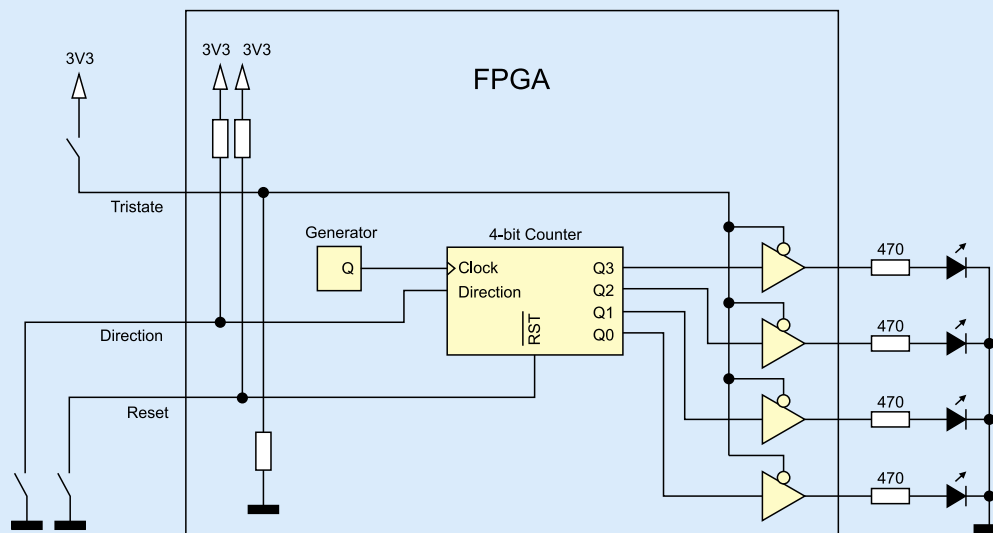 3V3
3V3
3V3
FPGA
Tristate
Generator
4-bit Counter
470
Q
Clock
Q3
Direction
Q2
Q1
Direction
RST
Q0
470
Reset
470
470